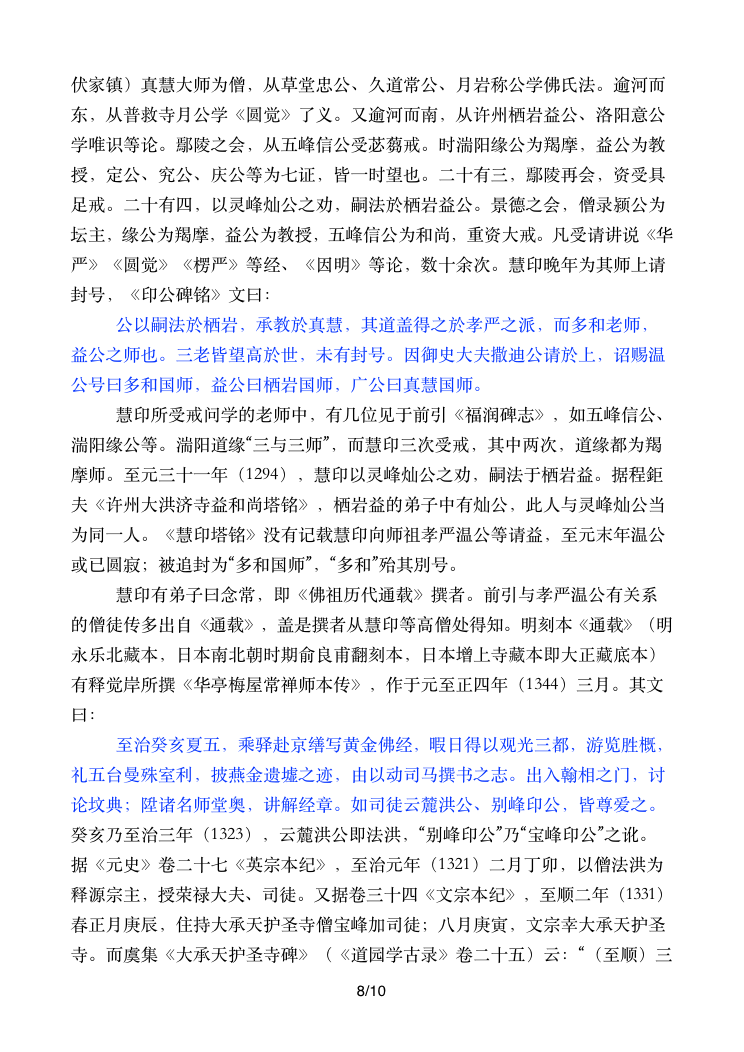 伏家镇）真慧大师为僧，从草堂忠公、久道常公、月岩称公学佛氏法。逾河而
东，从普救寺月公学《圆觉》了义。又逾河而南，从许州栖岩益公、洛阳意公
学唯识等论。鄢陵之会，从五峰信公受苾蒭戒。时湍阳缘公为羯摩，益公为教
授，定公、究公、庆公等为七证，皆一时望也。二十有三，鄢陵再会，资受具
足戒。二十有四，以灵峰灿公之劝，嗣法於栖岩益公。景德之会，僧录颍公为
坛主，缘公为羯摩，益公为教授，五峰信公为和尚，重资大戒。凡受请讲说《华
严》《圆觉》《楞严》等经、《因明》等论，数十余次。慧印晚年为其师上请
封号，《印公碑铭》文曰：
公以嗣法於栖岩，承教於真慧，其道盖得之於孝严之派，而多和老师，
益公之师也。三老皆望高於世，未有封号。因御史大夫撒迪公请於上，诏赐温
公号曰多和国师，益公曰栖岩国师，广公曰真慧国师。
慧印所受戒问学的老师中，有几位见于前引《福润碑志》，如五峰信公、
湍阳缘公等。湍阳道缘“三与三师”，而慧印三次受戒，其中两次，道缘都为羯
摩师。至元三十一年（1294），慧印以灵峰灿公之劝，嗣法于栖岩益。据程鉅
夫《许州大洪济寺益和尚塔铭》，栖岩益的弟子中有灿公，此人与灵峰灿公当
为同一人。《慧印塔铭》没有记载慧印向师祖孝严温公等请益，至元末年温公
或已圆寂；被追封为“多和国师”，“多和”殆其別号。
慧印有弟子曰念常，即《佛祖历代通载》撰者。前引与孝严温公有关系
的僧徒传多出自《通载》，盖是撰者从慧印等高僧处得知。明刻本《通载》（明
永乐北藏本，日本南北朝时期俞良甫翻刻本，日本增上寺藏本即大正藏底本）
有释觉岸所撰《华亭梅屋常禅师本传》，作于元至正四年（1344）三月。其文
曰：
至治癸亥夏五，乘驿赴京缮写黄金佛经，暇日得以观光三都，游览胜概，
礼五台曼殊室利，披燕金遗墟之迹，由以动司马撰书之志。出入翰相之门，讨
论坟典；陞诸名师堂奥，讲解经章。如司徒云麓洪公、别峰印公，皆尊爱之。
癸亥乃至治三年（1323），云麓洪公即法洪，“别峰印公”乃“宝峰印公”之讹。
据《元史》卷二十七《英宗本纪》，至治元年（1321）二月丁卯，以僧法洪为
释源宗主，授荣禄大夫、司徒。又据卷三十四《文宗本纪》，至顺二年（1331）
春正月庚辰，住持大承天护圣寺僧宝峰加司徒；八月庚寅，文宗幸大承天护圣
寺。而虞集《大承天护圣寺碑》（《道园学古录》卷二十五）云：“（至顺）三
8/10